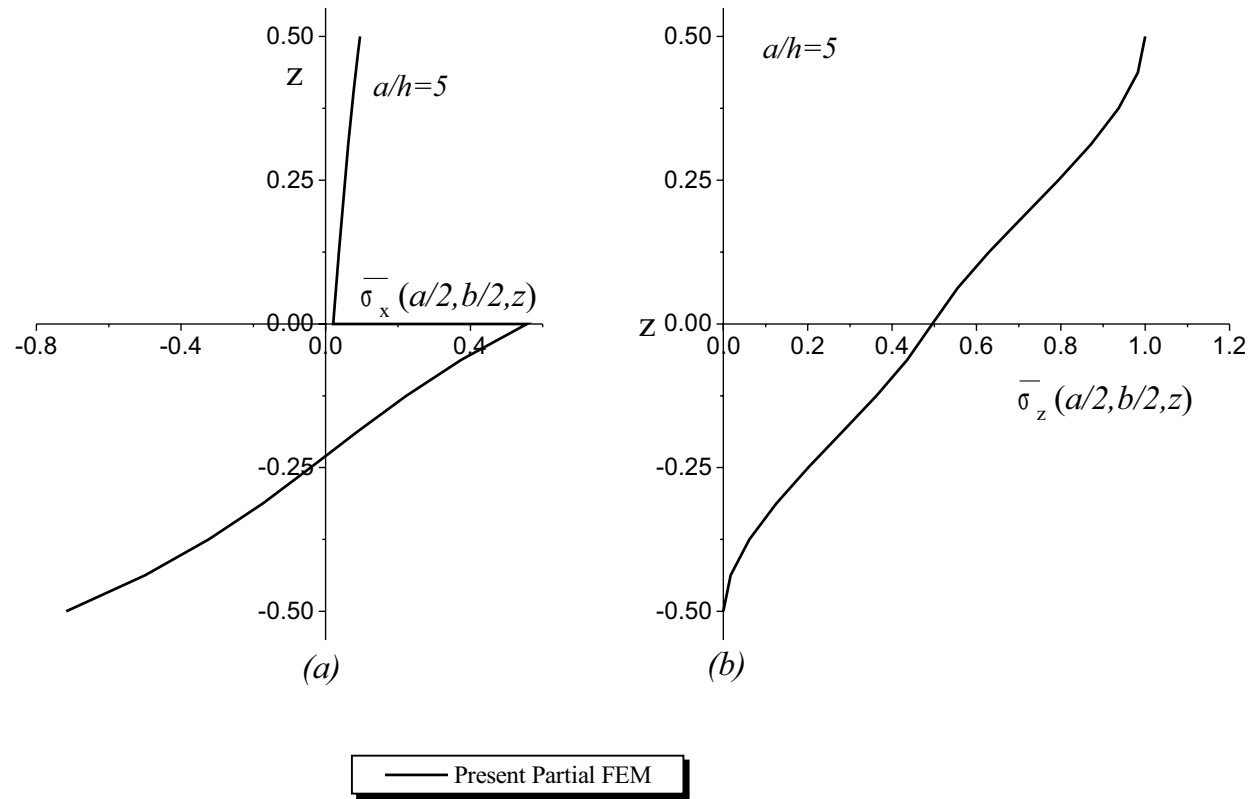 0.50
z
a/h=5
0.25
σ̅x (a/2,b/2,z)
0.00
-0.8 -0.4 0.0 0.4
-0.25
-0.50
(a)
0.50
a/h=5
0.25
z 0.00
0.0 0.2 0.4 0.6 0.8 1.0 1.2
σ̅z (a/2,b/2,z)
-0.25
-0.50
(b)
Present Partial FEM